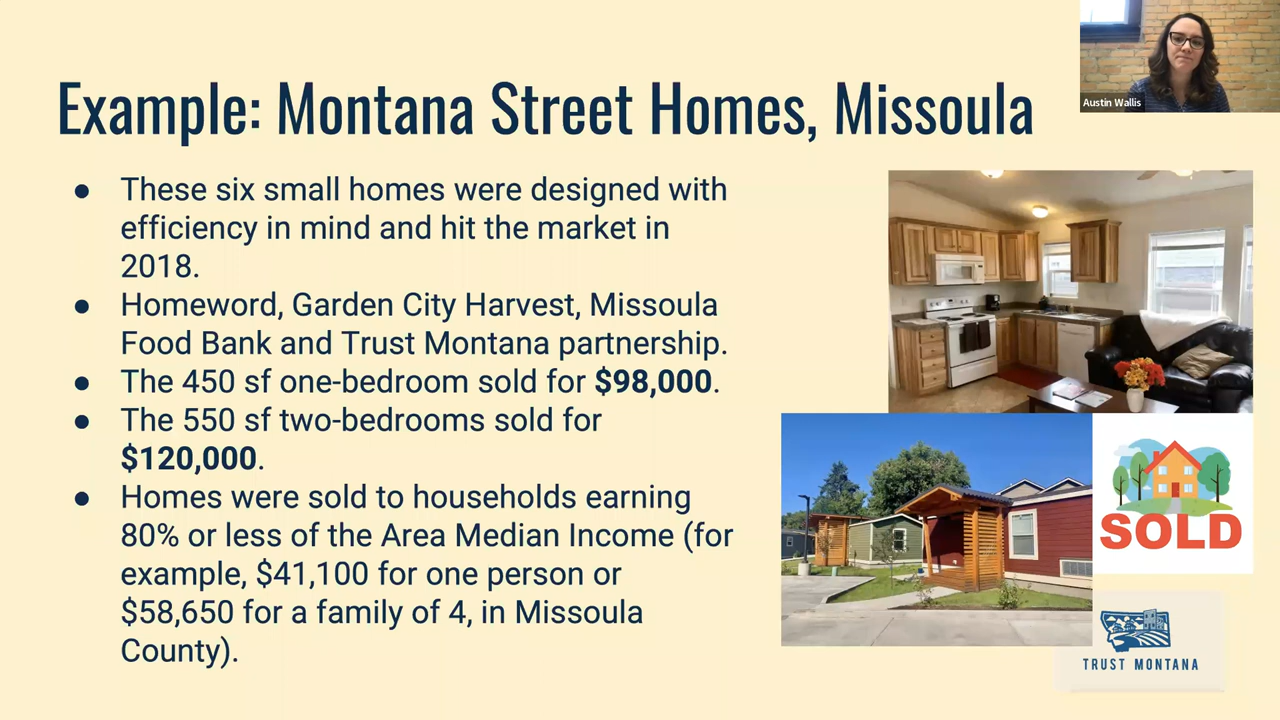 Example: Montana Street Homes, Missoula
Austin Wallis
● These six small homes were designed with
efficiency in mind and hit the market in
2018.
● Homeword, Garden City Harvest, Missoula
Food Bank and Trust Montana partnership.
● The 450 sf one-bedroom sold for $98,000.
● The 550 sf two-bedrooms sold for
$120,000.
● Homes were sold to households earning
80% or less of the Area Median Income (for
example, $41,100 for one person or
$58,650 for a family of 4, in Missoula
County).
SOLD
TRUST MONTANA